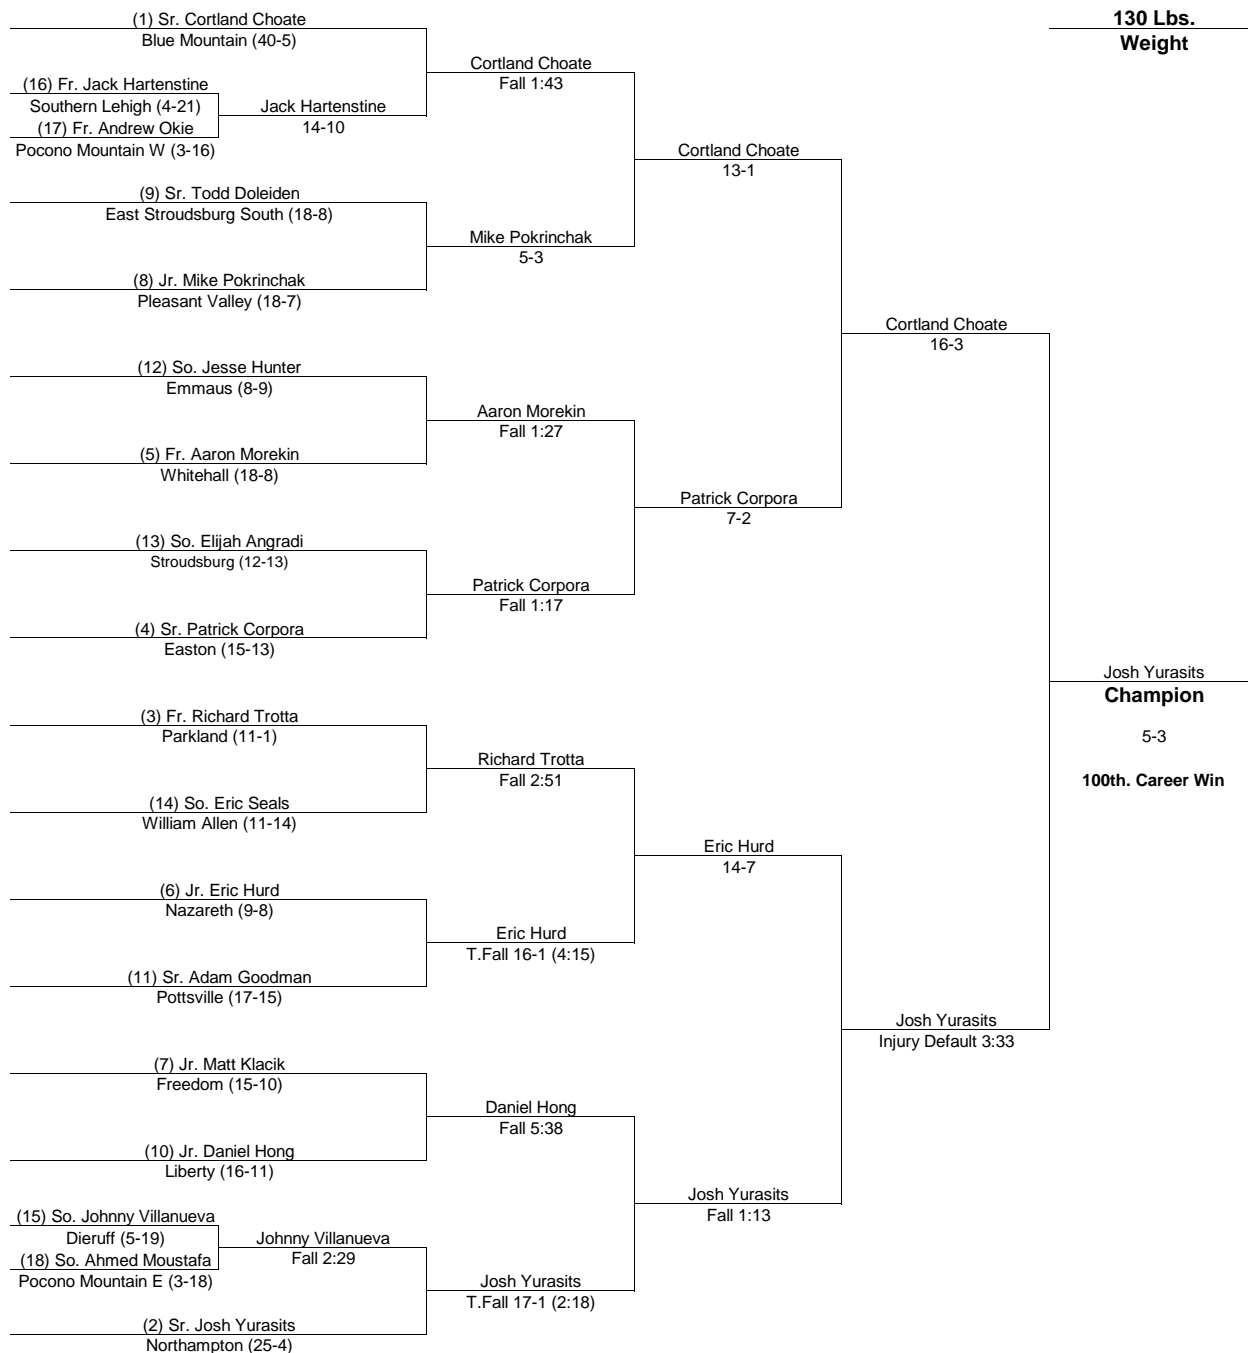 (1) Sr. Cortland Choate
Blue Mountain (40-5)
(16) Fr. Jack Hartenstine
Southern Lehigh (4-21)
(17) Fr. Andrew Okie
Pocono Mountain W (3-16)
(9) Sr. Todd Doleiden
East Stroudsburg South (18-8)
(8) Jr. Mike Pokrinchak
Pleasant Valley (18-7)
(12) So. Jesse Hunter
Emmaus (8-9)
(5) Fr. Aaron Morekin
Whitehall (18-8)
(13) So. Elijah Angradi
Stroudsburg (12-13)
(4) Sr. Patrick Corpora
Easton (15-13)
(3) Fr. Richard Trotta
Parkland (11-1)
(14) So. Eric Seals
William Allen (11-14)
(6) Jr. Eric Hurd
Nazareth (9-8)
(11) Sr. Adam Goodman
Pottsville (17-15)
(7) Jr. Matt Klacik
Freedom (15-10)
(10) Jr. Daniel Hong
Liberty (16-11)
(15) So. Johnny Villanueva
Dieruff (5-19)
(18) So. Ahmed Moustafa
Pocono Mountain E (3-18)
(2) Sr. Josh Yurasits
Northampton (25-4)
Jack Hartenstine
14-10
Johnny Villanueva
Fall 2:29
Cortland Choate
Fall 1:43
Mike Pokrinchak
5-3
Aaron Morekin
Fall 1:27
Patrick Corpora
Fall 1:17
Richard Trotta
Fall 2:51
Eric Hurd
T.Fall 16-1 (4:15)
Daniel Hong
Fall 5:38
Josh Yurasits
T.Fall 17-1 (2:18)
Cortland Choate
13-1
Patrick Corpora
7-2
Eric Hurd
14-7
Josh Yurasits
Fall 1:13
Cortland Choate
16-3
Josh Yurasits
Injury Default 3:33
130 Lbs.
Weight
Josh Yurasits
Champion
5-3
100th. Career Win